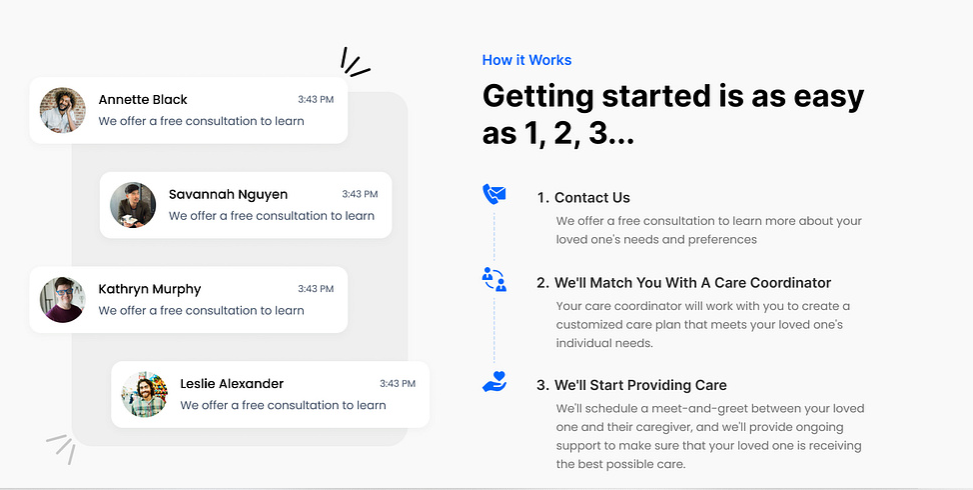 Annette Black 3:43 PM
We offer a free consultation to learn
Savannah Nguyen 3:43 PM
We offer a free consultation to learn
Kathryn Murphy 3:43 PM
We offer a free consultation to learn
Leslie Alexander 3:43 PM
We offer a free consultation to learn
How it Works
Getting started is as easy
as 1, 2, 3...
1. Contact Us
We offer a free consultation to learn more about your
loved one's needs and preferences
2. We'll Match You With A Care Coordinator
Your care coordinator will work with you to create a
customized care plan that meets your loved one's
individual needs.
3. We'll Start Providing Care
We'll schedule a meet-and-greet between your loved
one and their caregiver, and we'll provide ongoing
support to make sure that your loved one is receiving
the best possible care.